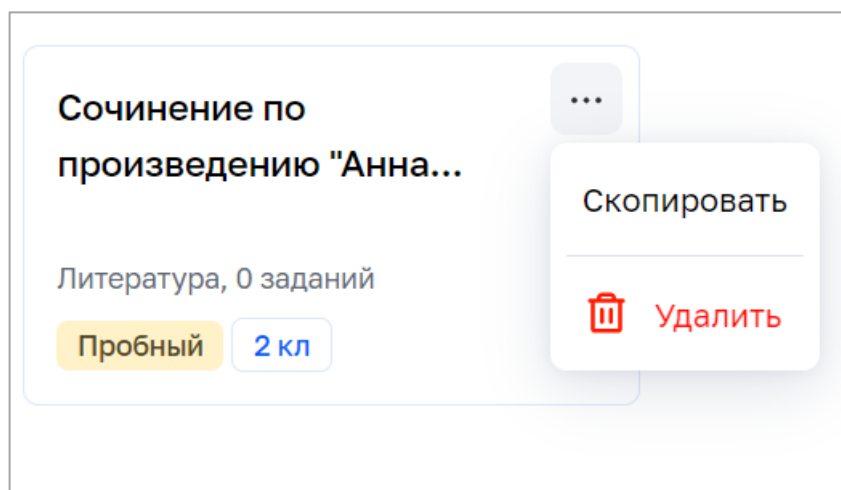 Сочинение по
произведению "Анна...
Скопировать
Литература, 0 заданий
Удалить
Пробный
2 кл